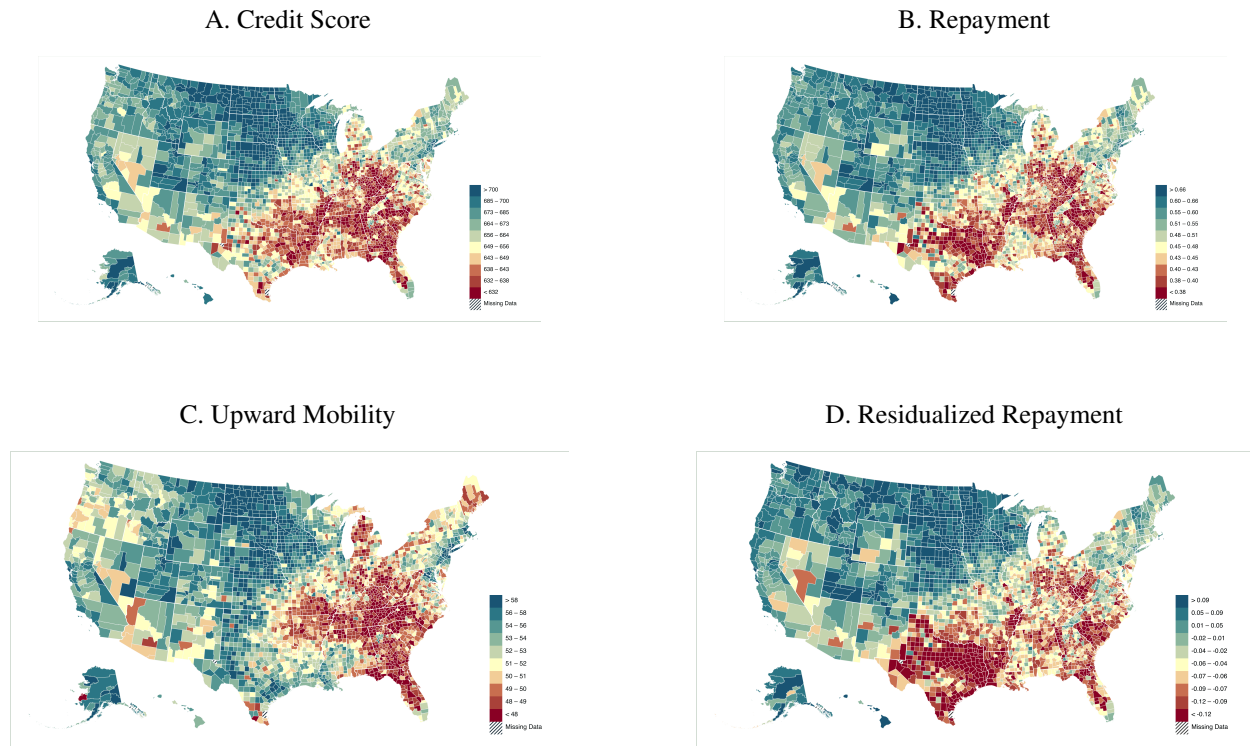 A. Credit Score
B. Repayment
> 700
685 – 700
673 – 685
664 – 673
656 – 664
649 – 656
643 – 649
638 – 643
632 – 638
< 632
Missing Data
> 0.66
0.60 – 0.66
0.55 – 0.60
0.51 – 0.55
0.48 – 0.51
0.45 – 0.48
0.43 – 0.45
0.40 – 0.43
0.38 – 0.40
< 0.38
Missing Data
C. Upward Mobility
D. Residualized Repayment
> 58
56 – 58
54 – 56
53 – 54
52 – 53
51 – 52
50 – 51
49 – 50
48 – 49
< 48
Missing Data
> 0.09
0.05 – 0.09
0.01 – 0.05
-0.02 – 0.01
-0.04 – -0.02
-0.06 – -0.04
-0.07 – -0.06
-0.09 – -0.07
-0.12 – -0.09
< -0.12
Missing Data